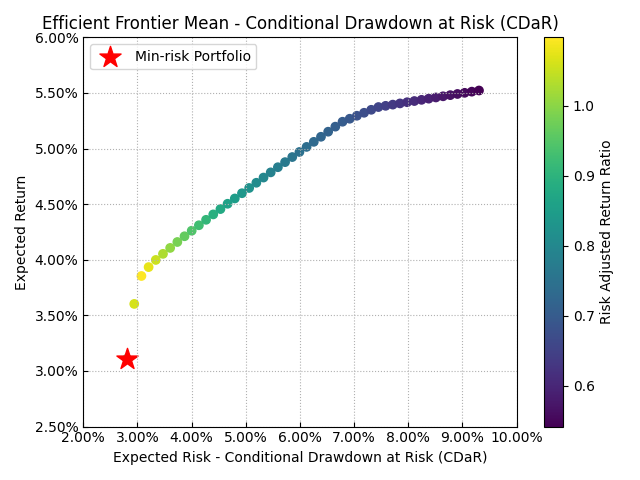 Efficient Frontier Mean - Conditional Drawdown at Risk (CDaR)
Min-risk Portfolio
6.00%
5.50%
5.00%
4.50%
4.00%
3.50%
3.00%
2.50%
Expected Return
2.00% 3.00% 4.00% 5.00% 6.00% 7.00% 8.00% 9.00% 10.00%
Expected Risk - Conditional Drawdown at Risk (CDaR)
1.0
0.9
0.8
0.7
0.6
Risk Adjusted Return Ratio